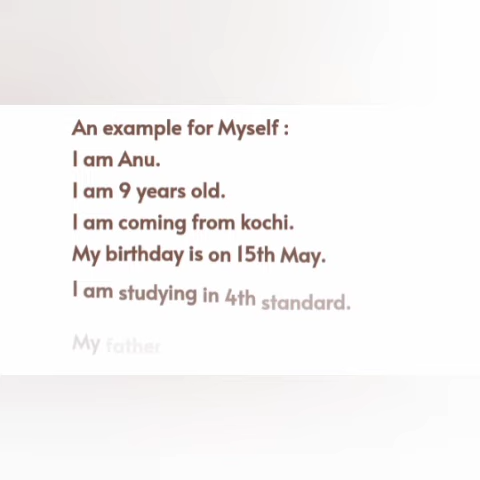 An example for Myself :
I am Anu.
I am 9 years old.
I am coming from kochi.
My birthday is on 15th May.
I am studying in 4th standard.
My father